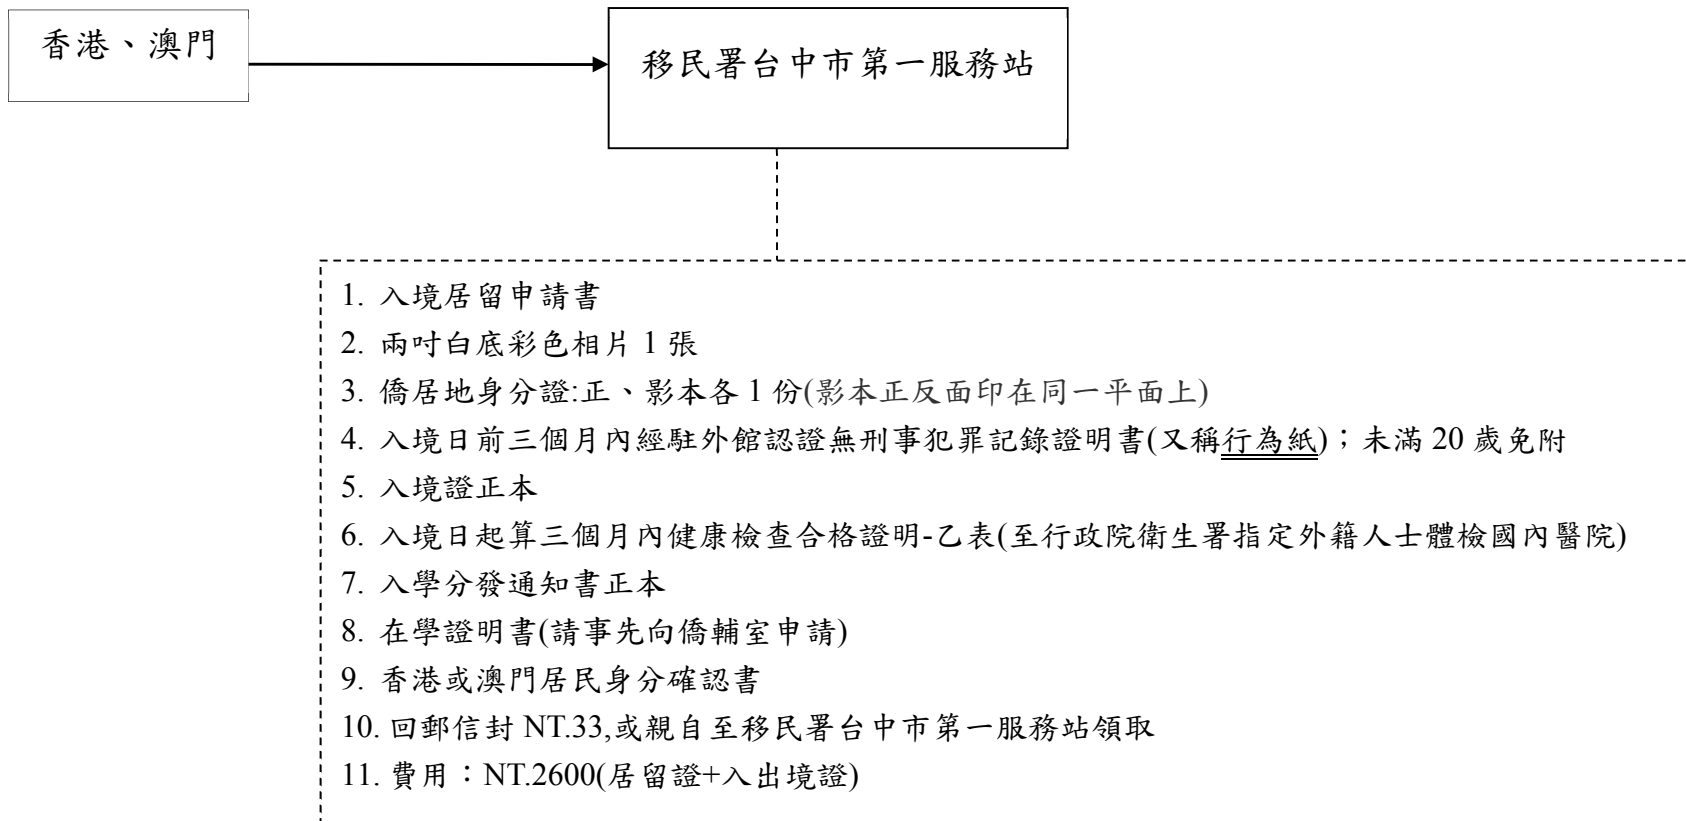 香港、澳門
移民署台中市第一服務站
1. 入境居留申請書
2. 兩吋白底彩色相片 1 張
3. 僑居地身分證:正、影本各 1 份(影本正反面印在同一平面上)
4. 入境日前三個月內經駐外館認證無刑事犯罪記錄證明書(又稱行為紙)；未滿 20 歲免附
5. 入境證正本
6. 入境日起算三個月內健康檢查合格證明-乙表(至行政院衛生署指定外籍人士體檢國內醫院)
7. 入學分發通知書正本
8. 在學證明書(請事先向僑輔室申請)
9. 香港或澳門居民身分確認書
10. 回郵信封 NT.33,或親自至移民署台中市第一服務站領取
11. 費用：NT.2600(居留證+入出境證)